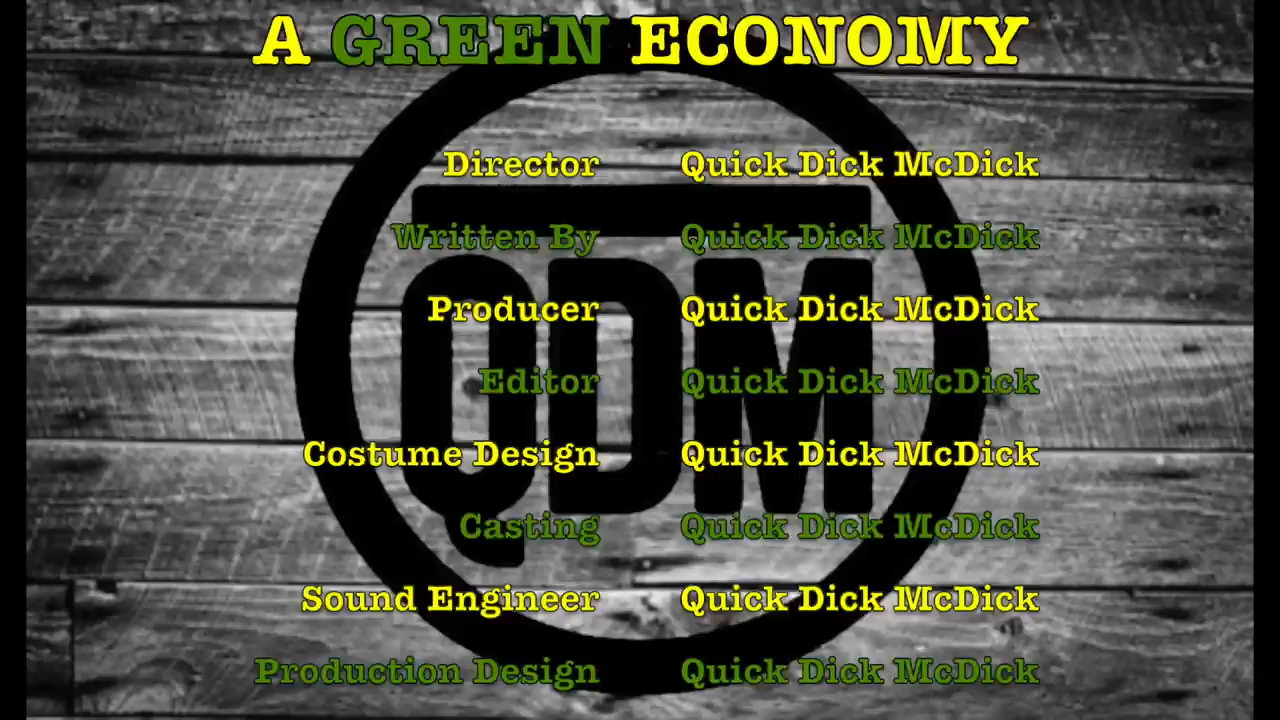 A GREEN ECONOMY
Director Quick Dick McDick
Written By Quick Dick McDick
Producer Quick Dick McDick
QDM
Editor Quick Dick McDick
Costume Design Quick Dick McDick
Casting Quick Dick McDick
Sound Engineer Quick Dick McDick
Production Design Quick Dick McDick